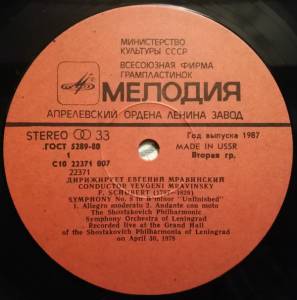 МИНИСТЕРСТВО
КУЛЬТУРЫ СССР
ВСЕСОЮЗНАЯ ФИРМА
ГРАМПЛАСТИНОК
МЕЛОДИЯ
АПРЕЛЕВСКИЙ ОРДЕНА ЛЕНИНА ЗАВОД
STEREO 33
Год выпуска 1987
ГОСТ 5289-80
MADE IN USSR
1
Вторая гр.
С10 22371 007
22371
ДИРИЖИРУЕТ ЕВГЕНИЙ МРАВИНСКИЙ
CONDUCTOR YEVGENI MRAVINSKY
F. SCHUBERT (1797-1828)
SYMPHONY No. 8 in B minor "Unfinished"
1. Allegro moderato 2. Andante con moto
The Shostakovich Philharmonic
Symphony Orchestra of Leningrad
Recorded live at the Grand Hall
of the Shostakovich Philharmonia of Leningrad
on April 30, 1978